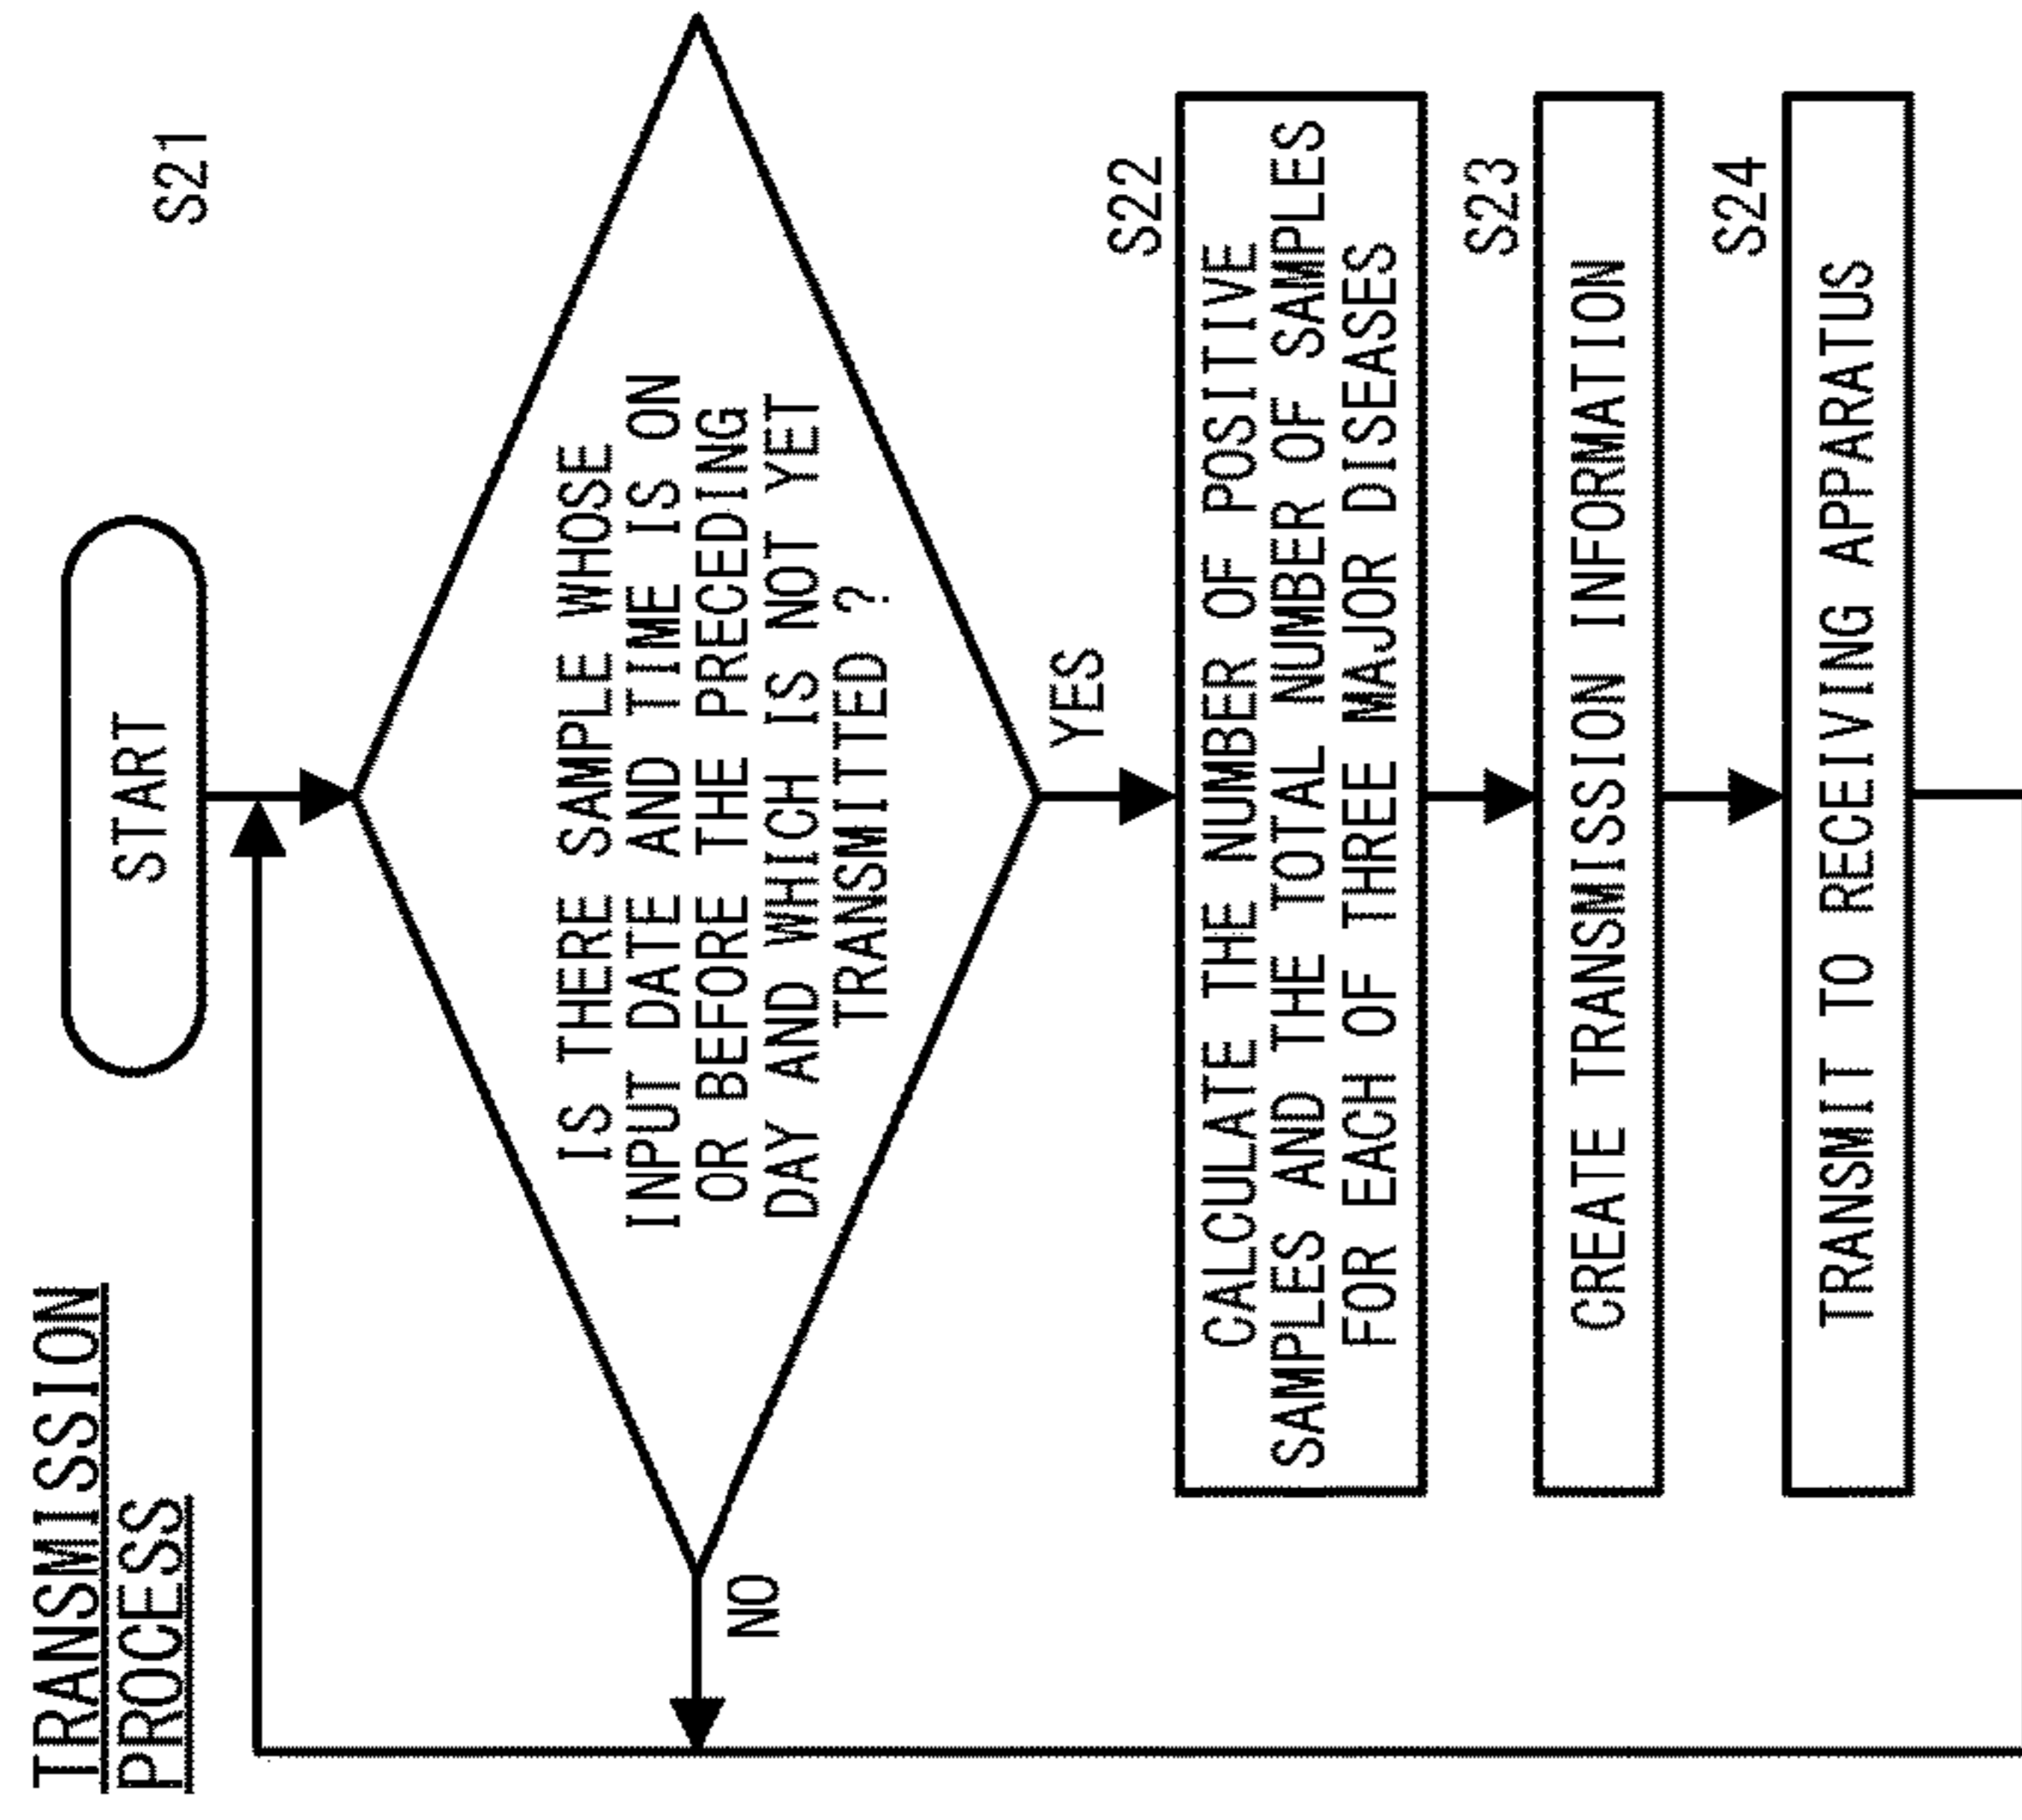 TRANSMISSION
PROCESS
START
S21
IS THERE SAMPLE WHOSE
INPUT DATE AND TIME IS ON
OR BEFORE THE PRECEDING
DAY AND WHICH IS NOT YET
TRANSMITTED ?
NO
YES
S22
CALCULATE THE NUMBER OF POSITIVE
SAMPLES AND THE TOTAL NUMBER OF SAMPLES
FOR EACH OF THREE MAJOR DISEASES
S23
CREATE TRANSMISSION INFORMATION
S24
TRANSMIT TO RECEIVING APPARATUS